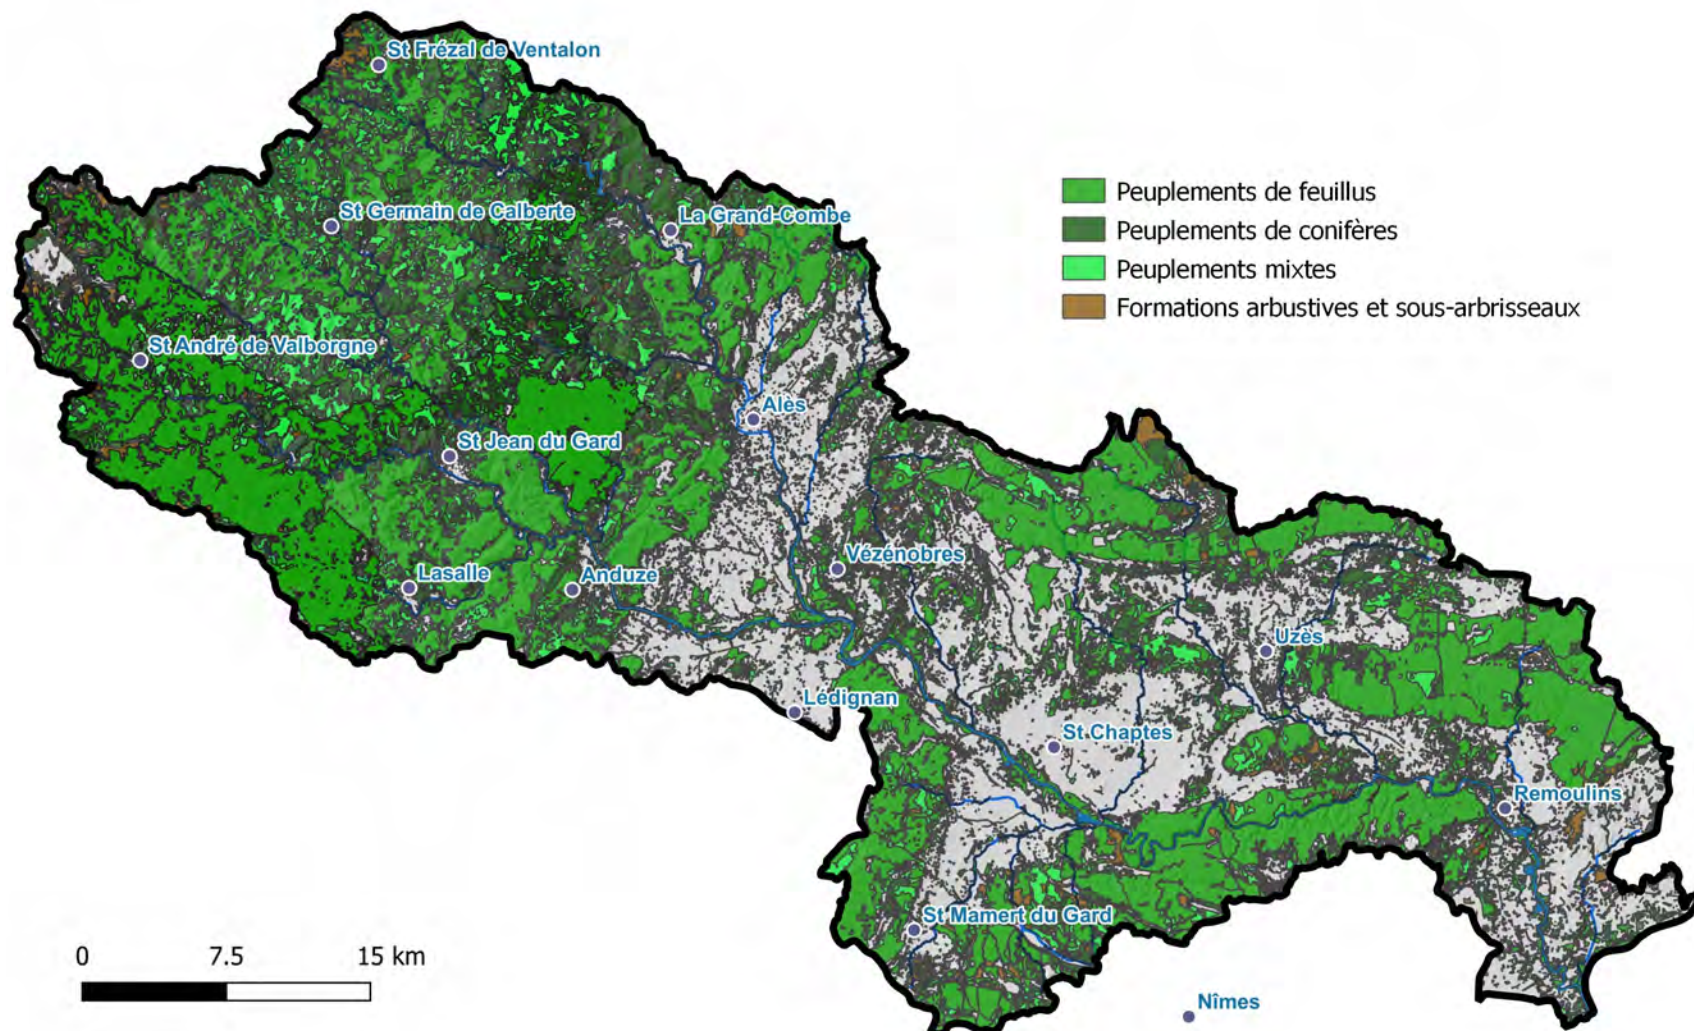 St Frézal de Ventalon
Peuplements de feuillus
St Germain de Calberte
La Grand-Combe
Peuplements de conifères
Peuplements mixtes
Formations arbustives et sous-arbrisseaux
St André de Valborgne
Alès
St Jean du Gard
Vézénobres
Lasalle
Anduze
Uzès
Lédignan
St Chaptes
Remoulins
St Mamert du Gard
0 7.5 15 km
Nîmes